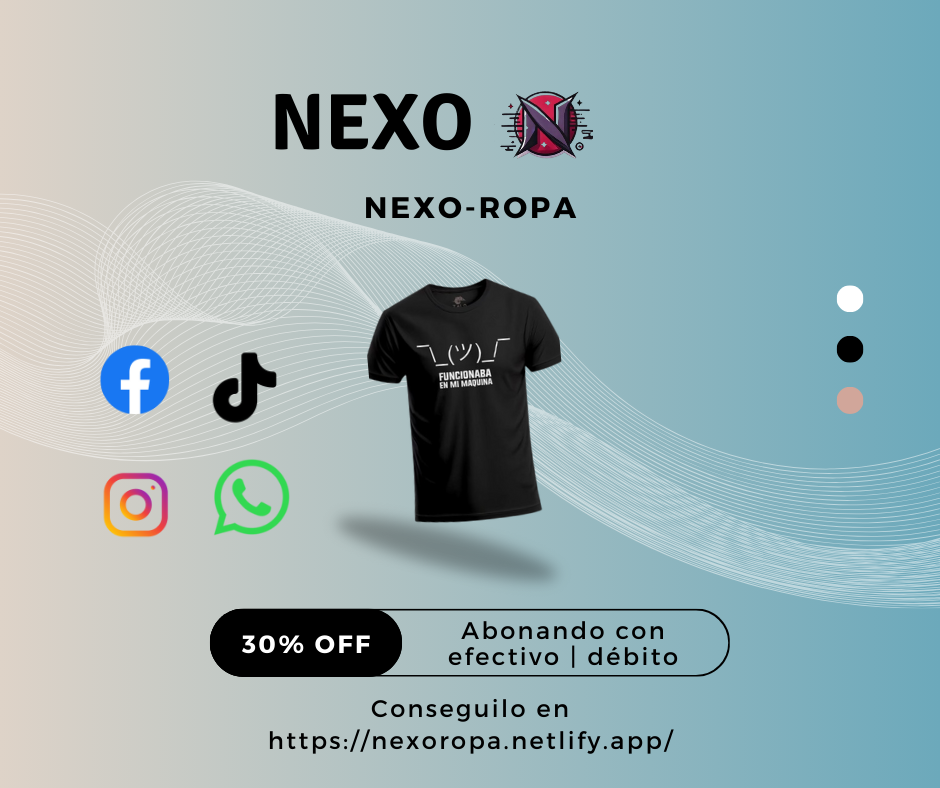 NEXO
N
NEXO-ROPA
¯\_(ツ)_/¯
FUNCIONABA
EN MI MAQUINA
30% OFF
Abonando con
efectivo | débito
Conseguilo en
https://nexoropa.netlify.app/